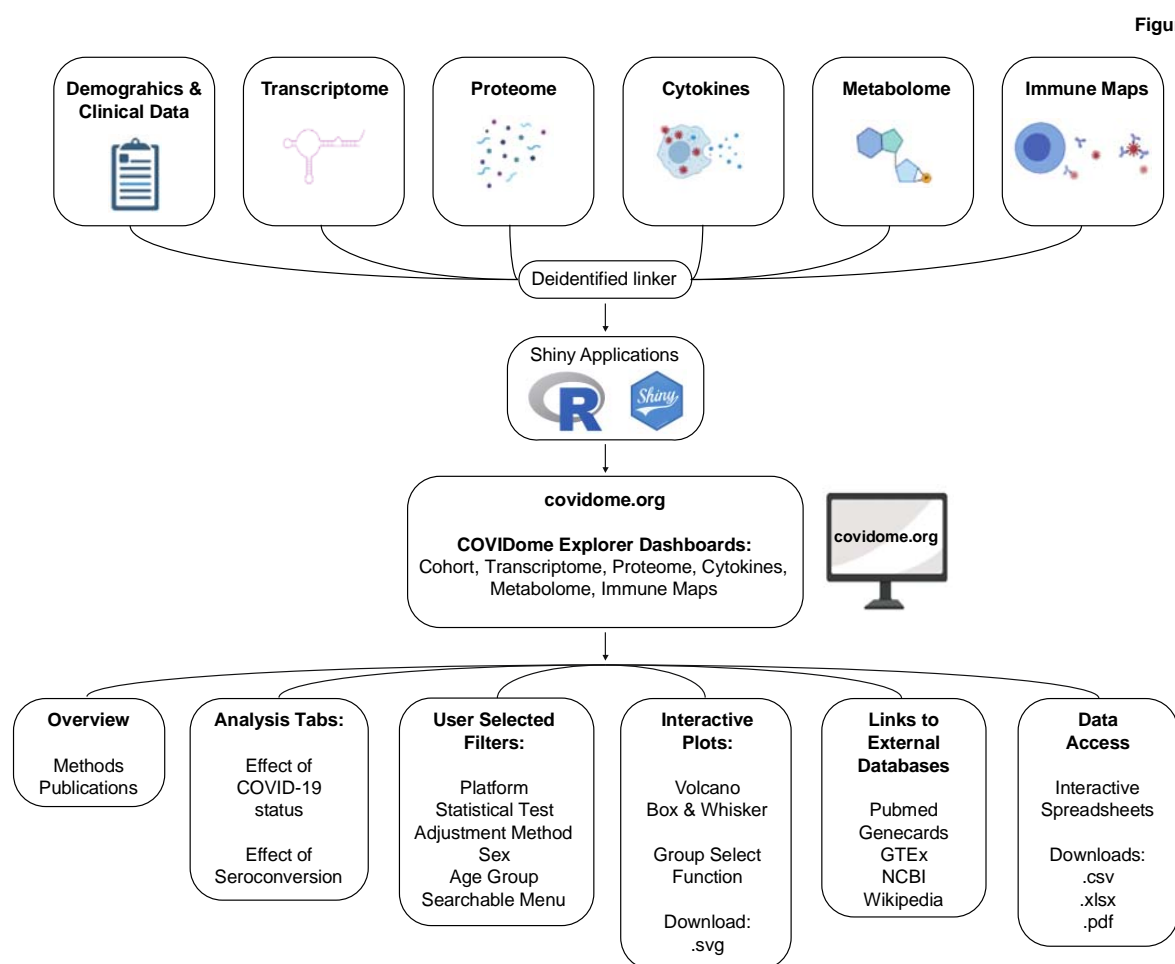 Figu
Demograhics &
Clinical Data
Transcriptome
Proteome
Cytokines
Metabolome
Immune Maps
P
Deidentified linker
Shiny Applications
R
Shiny
covidome.org
COVIDome Explorer Dashboards:
Cohort, Transcriptome, Proteome, Cytokines,
Metabolome, Immune Maps
covidome.org
Overview
Methods
Publications
Analysis Tabs:
Effect of
COVID-19
status
Effect of
Seroconversion
User Selected
Filters:
Platform
Statistical Test
Adjustment Method
Sex
Age Group
Searchable Menu
Interactive
Plots:
Volcano
Box & Whisker
Group Select
Function
Download:
.svg
Links to
External
Databases
Pubmed
Genecards
GTEx
NCBI
Wikipedia
Data
Access
Interactive
Spreadsheets
Downloads:
.csv
.xlsx
.pdf